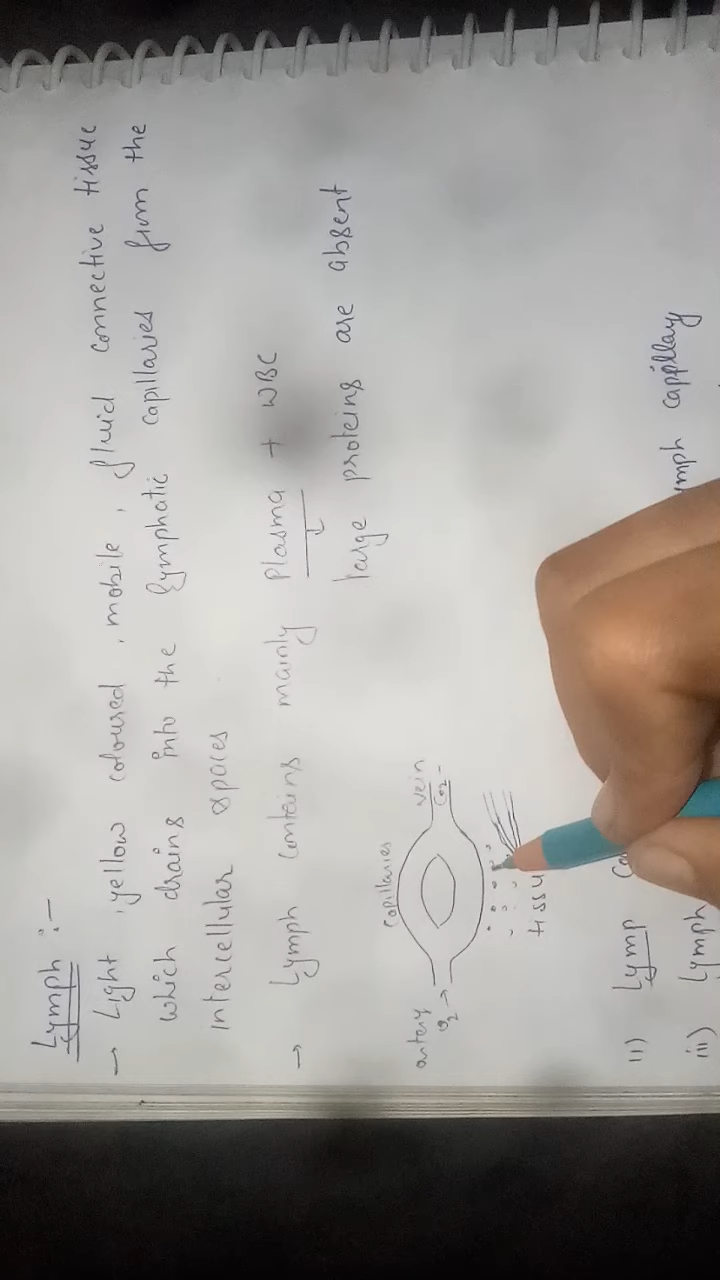 Lymph :-
→ Light, yellow coloured, mobile, fluid connective tissue
which drains into the lymphatic capillaries from the
intercellular spaces
→ Lymph contains mainly plasma + WBC
large proteins are absent
Capillaries
artery
O2 →
vein
CO2 -
tissu
ii) Lymp
mph cappillay
iii) Lymph